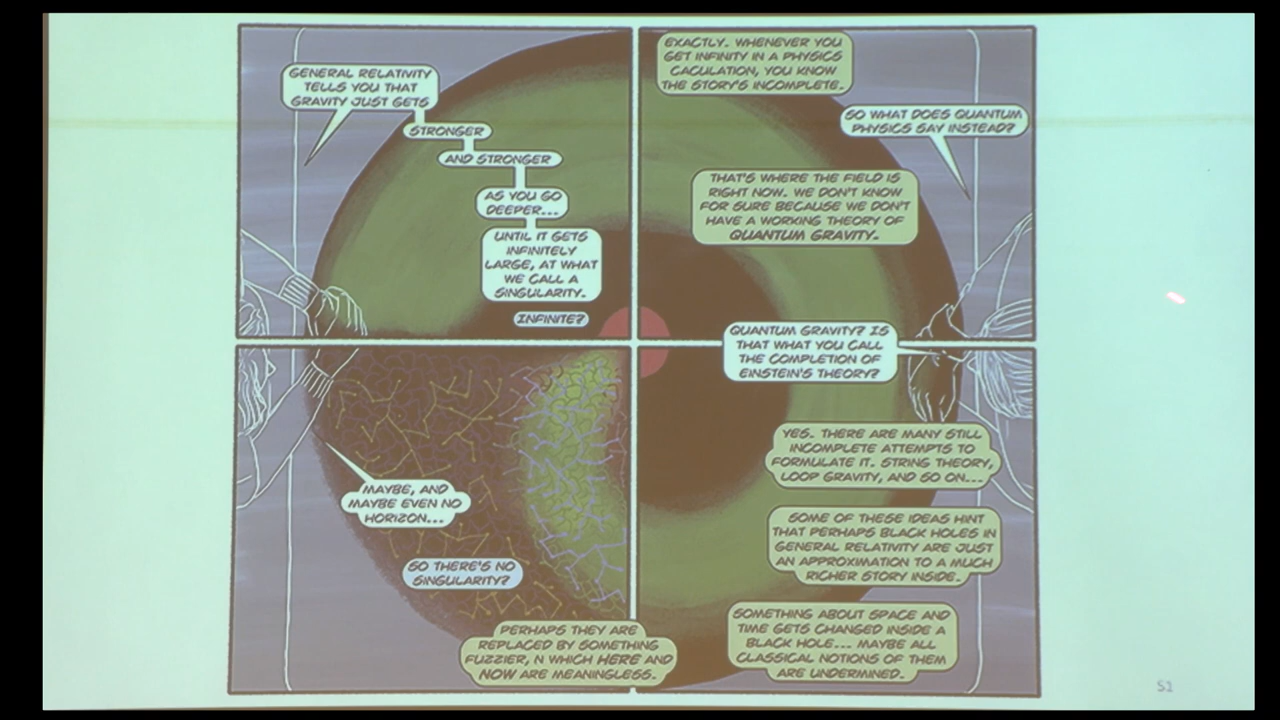 GENERAL RELATIVITY
TELLS YOU THAT
GRAVITY JUST GETS
STRONGER
AND STRONGER
AS YOU GO
DEEPER...
UNTIL IT GETS
INFINITELY
LARGE, AT WHAT
WE CALL A
SINGULARITY.
INFINITE?
EXACTLY. WHENEVER YOU
GET INFINITY IN A PHYSICS
CACULATION, YOU KNOW
THE STORY'S INCOMPLETE.
SO WHAT DOES QUANTUM
PHYSICS SAY INSTEAD?
THAT'S WHERE THE FIELD IS
RIGHT NOW. WE DON'T KNOW
FOR SURE BECAUSE WE DON'T
HAVE A WORKING THEORY OF
QUANTUM GRAVITY.
QUANTUM GRAVITY? IS
THAT WHAT YOU CALL
THE COMPLETION OF
EINSTEIN'S THEORY?
YES. THERE ARE MANY STILL
INCOMPLETE ATTEMPTS TO
FORMULATE IT. STRING THEORY,
LOOP GRAVITY, AND SO ON...
SOME OF THESE IDEAS HINT
THAT PERHAPS BLACK HOLES IN
GENERAL RELATIVITY ARE JUST
AN APPROXIMATION TO A MUCH
RICHER STORY INSIDE.
SOMETHING ABOUT SPACE AND
TIME GETS CHANGED INSIDE A
BLACK HOLE... MAYBE ALL
CLASSICAL NOTIONS OF THEM
ARE UNDERMINED.
MAYBE, AND
MAYBE EVEN NO
HORIZON...
SO THERE'S NO
SINGULARITY?
PERHAPS THEY ARE
REPLACED BY SOMETHING
FUZZIER, N WHICH HERE AND
NOW ARE MEANINGLESS.
51